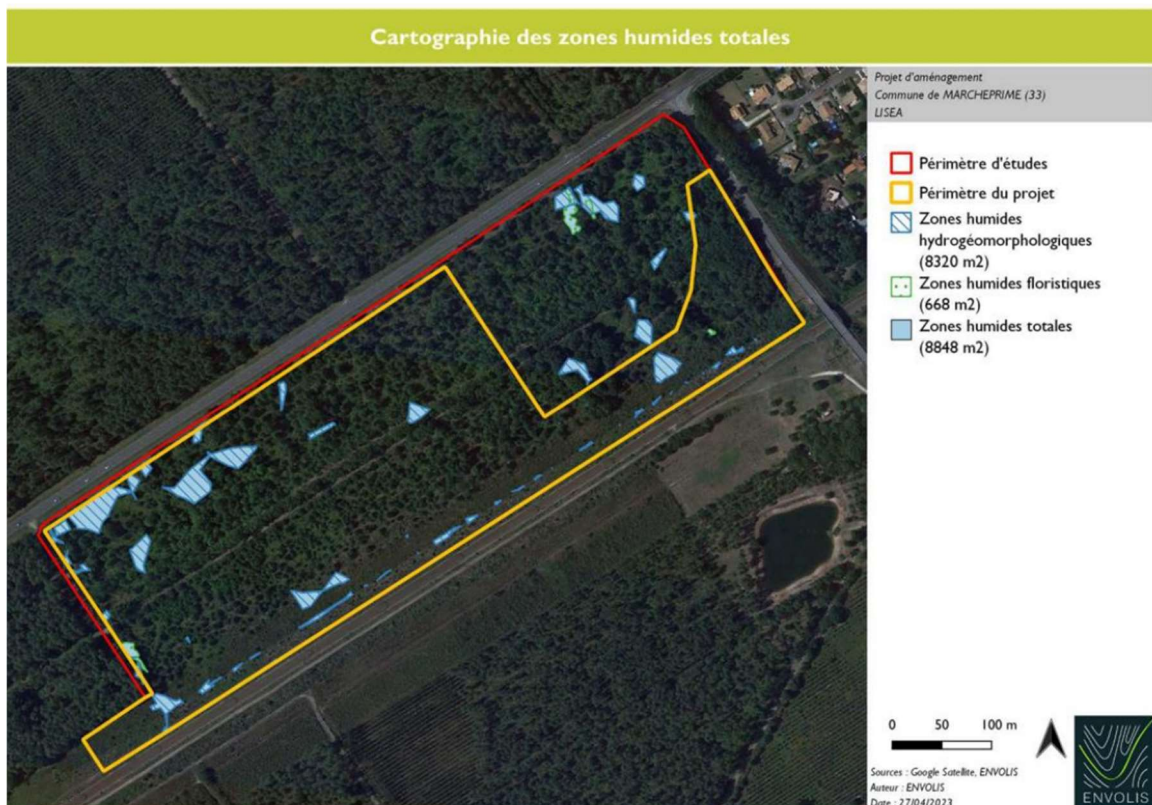 Cartographie des zones humides totales
Projet d'aménagement
Commune de MARCHEPRIME (33)
LISEA
Périmètre d'études
Périmètre du projet
Zones humides
hydrogéomorphologiques
(8320 m2)
Zones humides floristiques
(668 m2)
Zones humides totales
(8848 m2)
0 50 100 m
Sources : Google Satellite, ENVOLIS
Auteur : ENVOLIS
Date : 27/04/2023
ENVOLIS